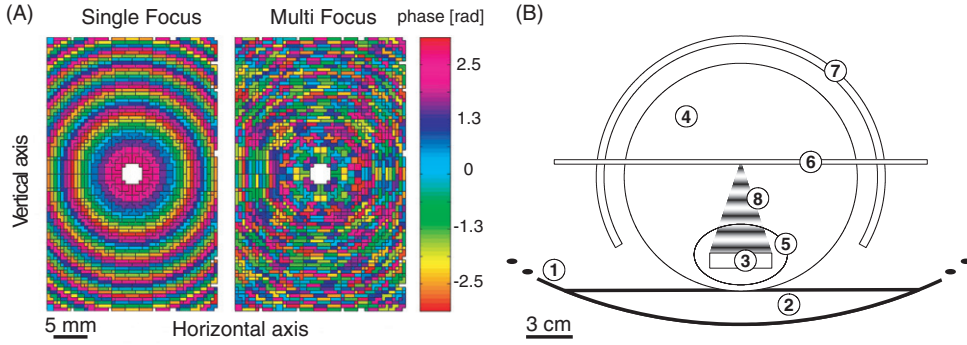 (A)
Single Focus
Multi Focus
phase [rad]
2.5
1.3
0
-1.3
-2.5
Vertical axis
5 mm
Horizontal axis
(B)
7
4
6
8
5
3
1
2
3 cm